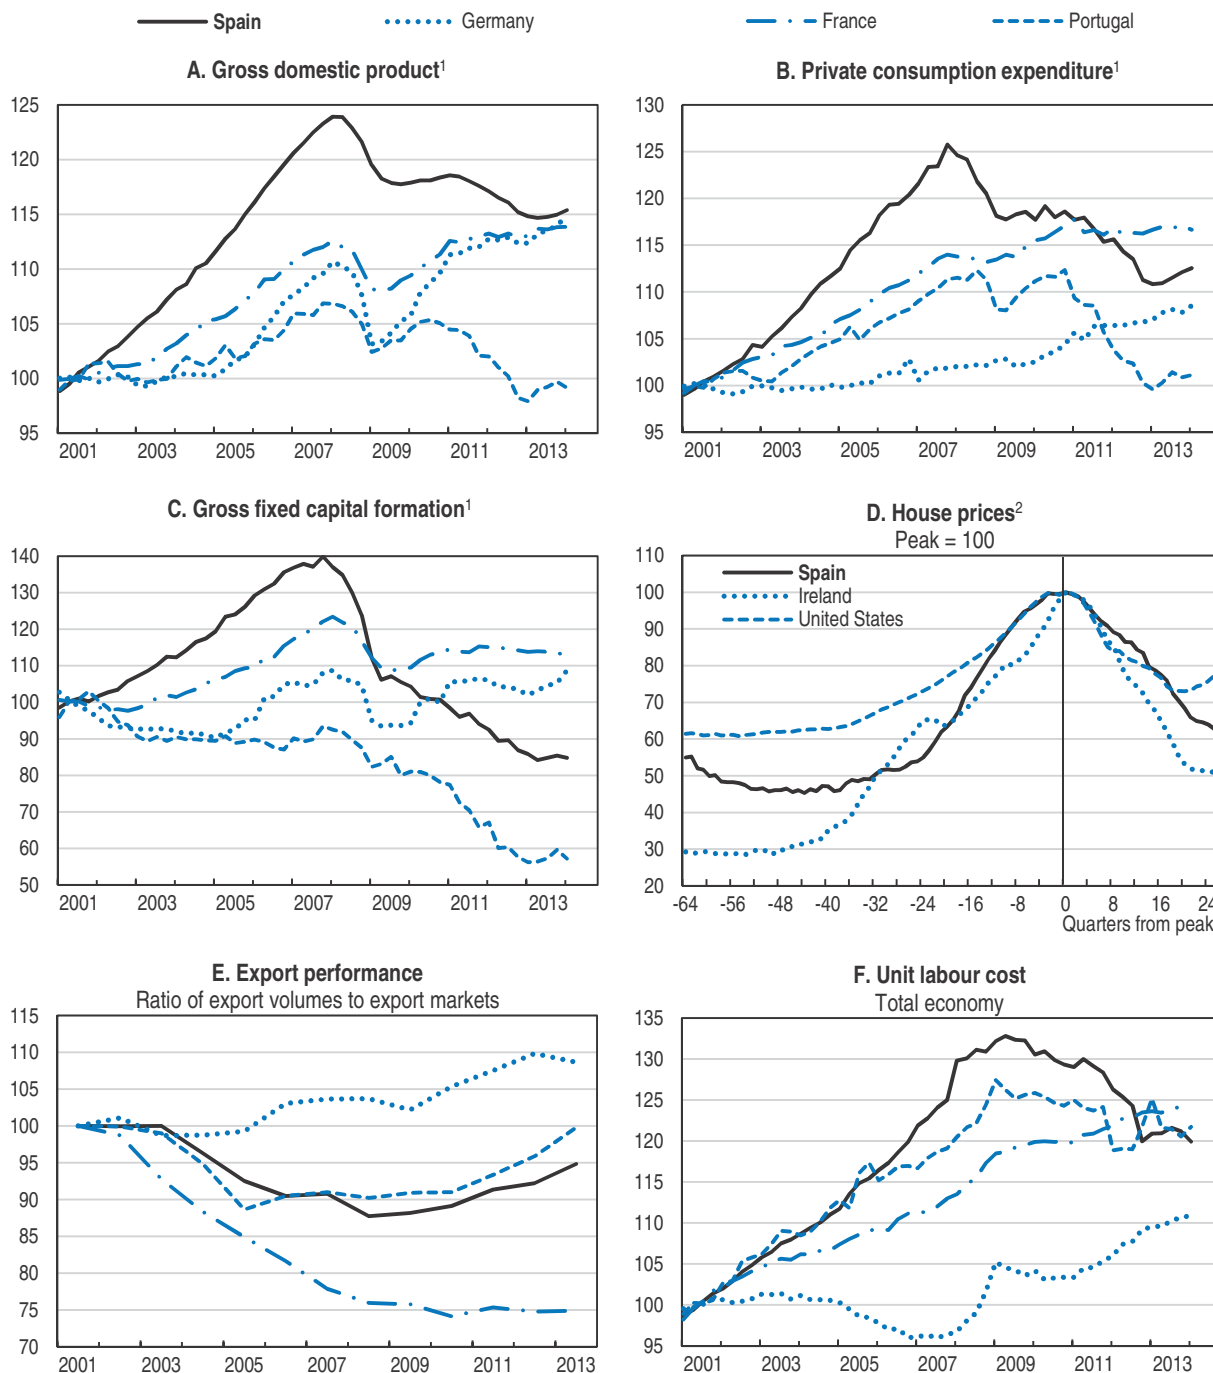 Spain Germany France Portugal
A. Gross domestic product¹
125
120
115
110
105
100
95
2001 2003 2005 2007 2009 2011 2013
B. Private consumption expenditure¹
130
125
120
115
110
105
100
95
2001 2003 2005 2007 2009 2011 2013
C. Gross fixed capital formation¹
140
130
120
110
100
90
80
70
60
50
2001 2003 2005 2007 2009 2011 2013
D. House prices²
Peak = 100
110
100
90
80
70
60
50
40
30
20
Spain
Ireland
United States
-64 -56 -48 -40 -32 -24 -16 -8 0 8 16 24
Quarters from peak
E. Export performance
Ratio of export volumes to export markets
115
110
105
100
95
90
85
80
75
70
2001 2003 2005 2007 2009 2011 2013
F. Unit labour cost
Total economy
135
130
125
120
115
110
105
100
95
2001 2003 2005 2007 2009 2011 2013